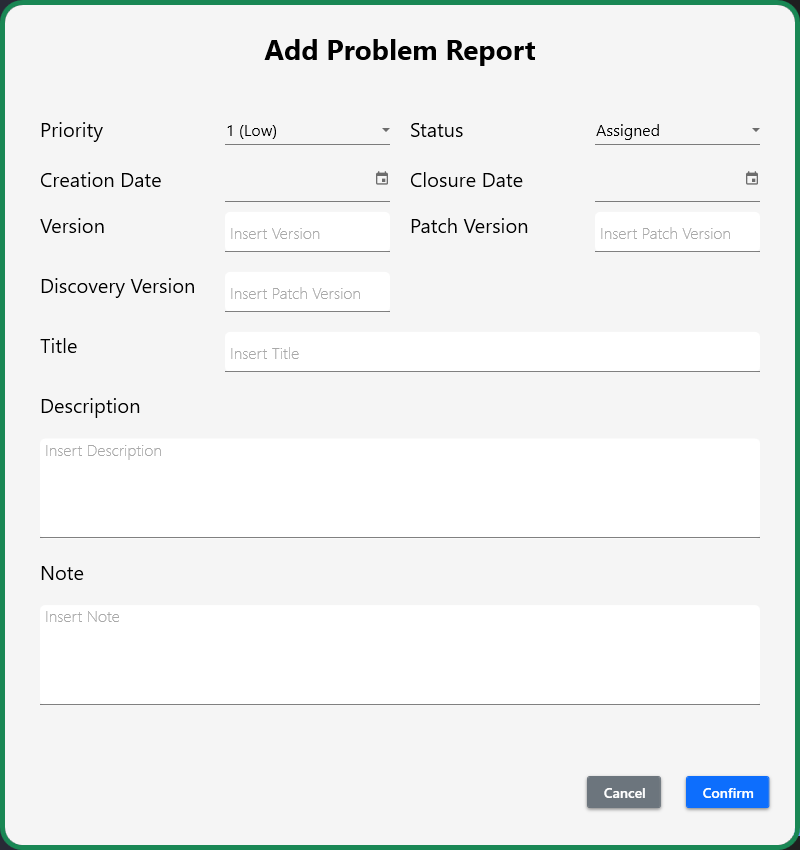 Add Problem Report
Priority 1 (Low) Status Assigned
Creation Date Closure Date
Version Insert Version Patch Version Insert Patch Version
Discovery Version Insert Patch Version
Title Insert Title
Description
Insert Description
Note
Insert Note
Cancel Confirm